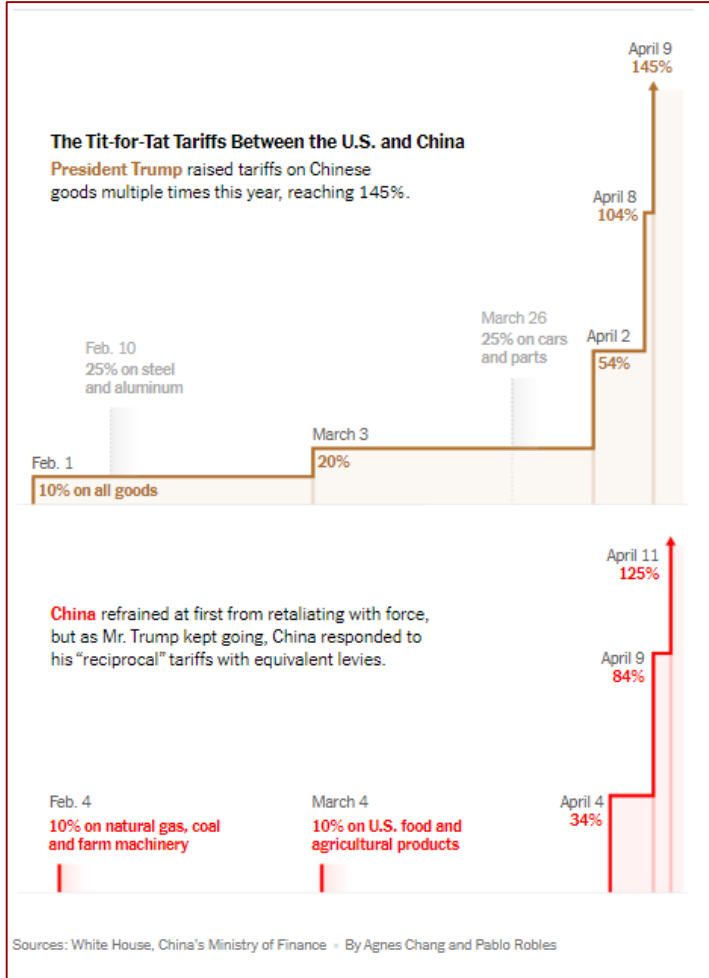 April 9
145%
The Tit-for-Tat Tariffs Between the U.S. and China
President Trump raised tariffs on Chinese
goods multiple times this year, reaching 145%.
April 8
104%
March 26
25% on cars
and parts
April 2
54%
Feb. 10
25% on steel
and aluminum
March 3
20%
Feb. 1
10% on all goods
April 11
125%
China refrained at first from retaliating with force,
but as Mr. Trump kept going, China responded to
his “reciprocal” tariffs with equivalent levies.
April 9
84%
Feb. 4
10% on natural gas, coal
and farm machinery
March 4
10% on U.S. food and
agricultural products
April 4
34%
Sources: White House, China’s Ministry of Finance • By Agnes Chang and Pablo Robles